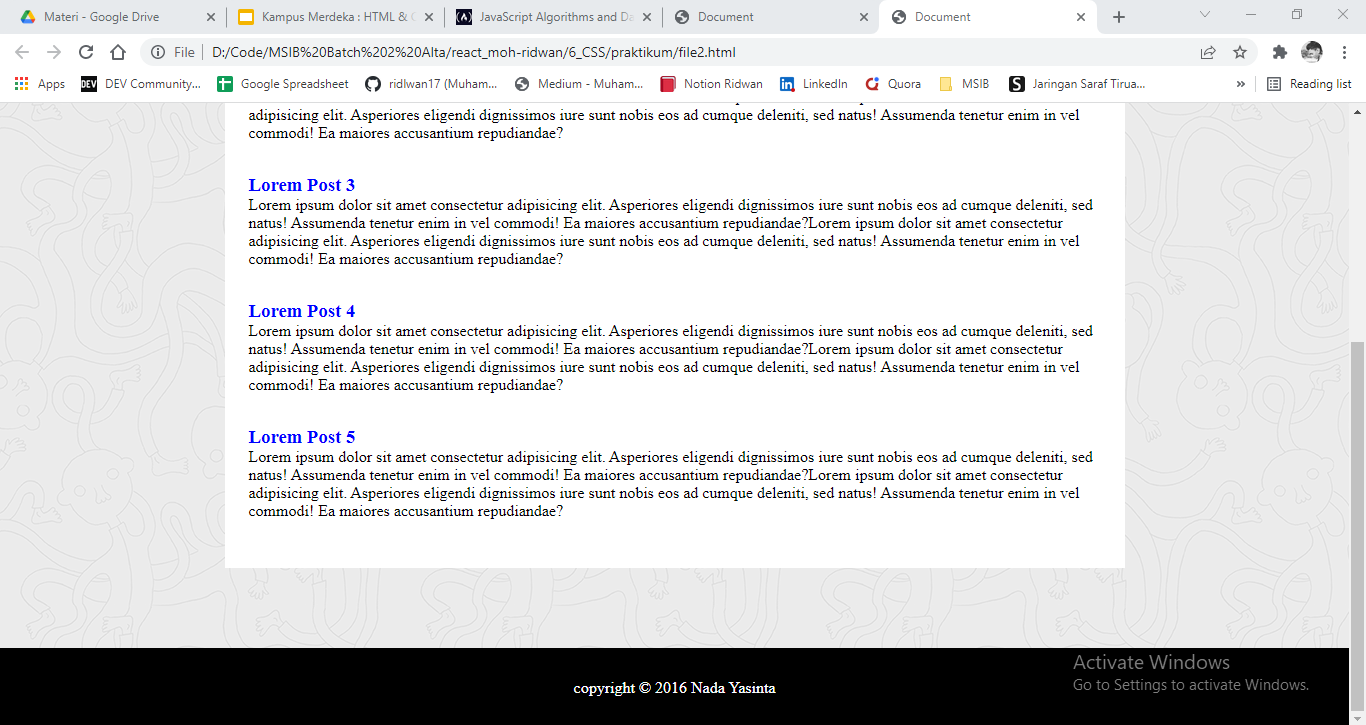 Materi - Google Drive
Kampus Merdeka : HTML &
JavaScript Algorithms and Da
Document
Document
File
D:/Code/MSIB%20Batch%202%20Alta/react_moh-ridwan/6_CSS/praktikum/file2.html
Apps
DEV Community...
Google Spreadsheet
ridlwan17 (Muham...
Medium - Muham...
Notion Ridwan
LinkedIn
Quora
MSIB
Jaringan Saraf Tirua...
»
Reading list
adipisicing elit. Asperiores eligendi dignissimos iure sunt nobis eos ad cumque deleniti, sed natus! Assumenda tenetur enim in vel
commodi! Ea maiores accusantium repudiandae?
Lorem Post 3
Lorem ipsum dolor sit amet consectetur adipisicing elit. Asperiores eligendi dignissimos iure sunt nobis eos ad cumque deleniti, sed
natus! Assumenda tenetur enim in vel commodi! Ea maiores accusantium repudiandae?Lorem ipsum dolor sit amet consectetur
adipisicing elit. Asperiores eligendi dignissimos iure sunt nobis eos ad cumque deleniti, sed natus! Assumenda tenetur enim in vel
commodi! Ea maiores accusantium repudiandae?
Lorem Post 4
Lorem ipsum dolor sit amet consectetur adipisicing elit. Asperiores eligendi dignissimos iure sunt nobis eos ad cumque deleniti, sed
natus! Assumenda tenetur enim in vel commodi! Ea maiores accusantium repudiandae?Lorem ipsum dolor sit amet consectetur
adipisicing elit. Asperiores eligendi dignissimos iure sunt nobis eos ad cumque deleniti, sed natus! Assumenda tenetur enim in vel
commodi! Ea maiores accusantium repudiandae?
Lorem Post 5
Lorem ipsum dolor sit amet consectetur adipisicing elit. Asperiores eligendi dignissimos iure sunt nobis eos ad cumque deleniti, sed
natus! Assumenda tenetur enim in vel commodi! Ea maiores accusantium repudiandae?Lorem ipsum dolor sit amet consectetur
adipisicing elit. Asperiores eligendi dignissimos iure sunt nobis eos ad cumque deleniti, sed natus! Assumenda tenetur enim in vel
commodi! Ea maiores accusantium repudiandae?
Activate Windows
Go to Settings to activate Windows.
copyright © 2016 Nada Yasinta